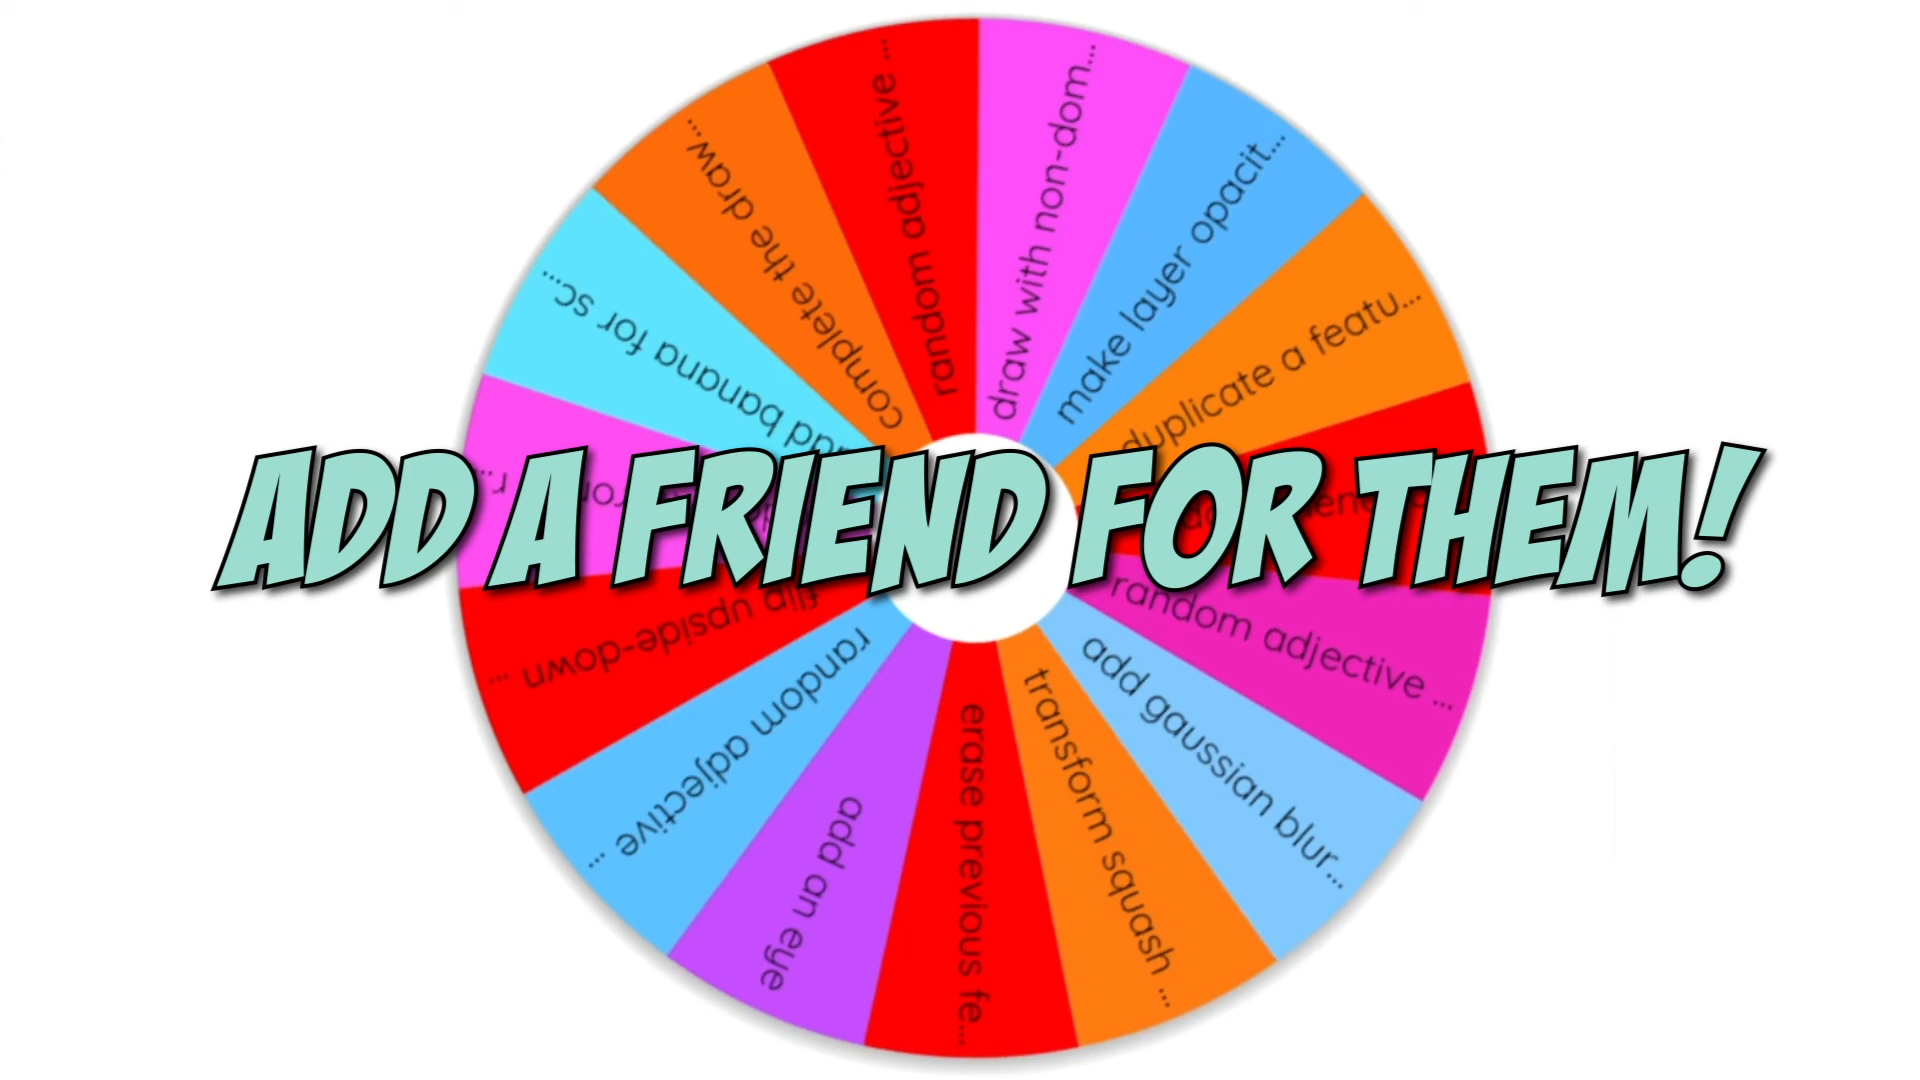 random adjective ...
draw with non-dom...
make layer opacit...
duplicate a featu...
random adjective ...
add gaussian blur...
transform squash ...
erase previous fe...
add an eye
random adjective ...
flip upside-down ...
add banana for sc...
complete the draw...
ADD A FRIEND FOR THEM!